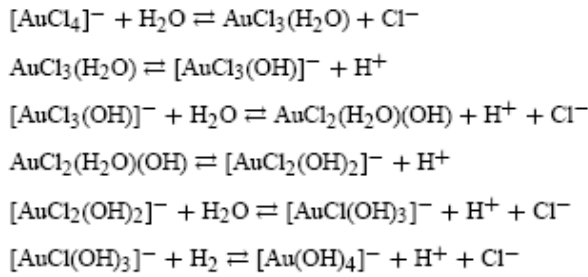 [AuCl₄]⁻ + H₂O ⇄ AuCl₃(H₂O) + Cl⁻
AuCl₃(H₂O) ⇄ [AuCl₃(OH)]⁻ + H⁺
[AuCl₃(OH)]⁻ + H₂O ⇄ AuCl₂(H₂O)(OH) + H⁺ + Cl⁻
AuCl₂(H₂O)(OH) ⇄ [AuCl₂(OH)₂]⁻ + H⁺
[AuCl₂(OH)₂]⁻ + H₂O ⇄ [AuCl(OH)₃]⁻ + H⁺ + Cl⁻
[AuCl(OH)₃]⁻ + H₂ ⇄ [Au(OH)₄]⁻ + H⁺ + Cl⁻